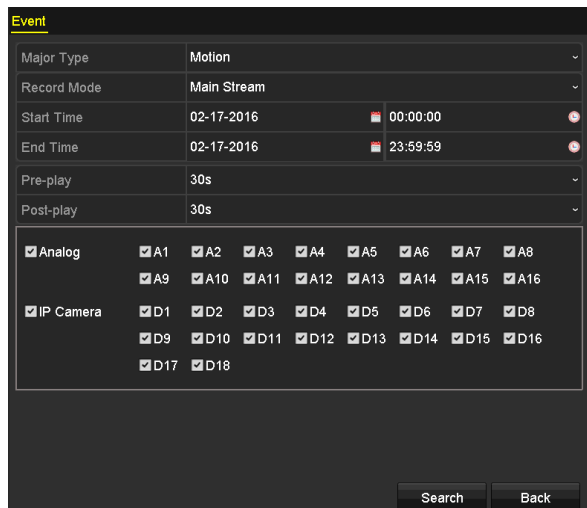 Event
Major Type Motion
Record Mode Main Stream
Start Time 02-17-2016 00:00:00
End Time 02-17-2016 23:59:59
Pre-play 30s
Post-play 30s
Analog A1 A2 A3 A4 A5 A6 A7 A8
A9 A10 A11 A12 A13 A14 A15 A16
IP Camera D1 D2 D3 D4 D5 D6 D7 D8
D9 D10 D11 D12 D13 D14 D15 D16
D17 D18
Search Back